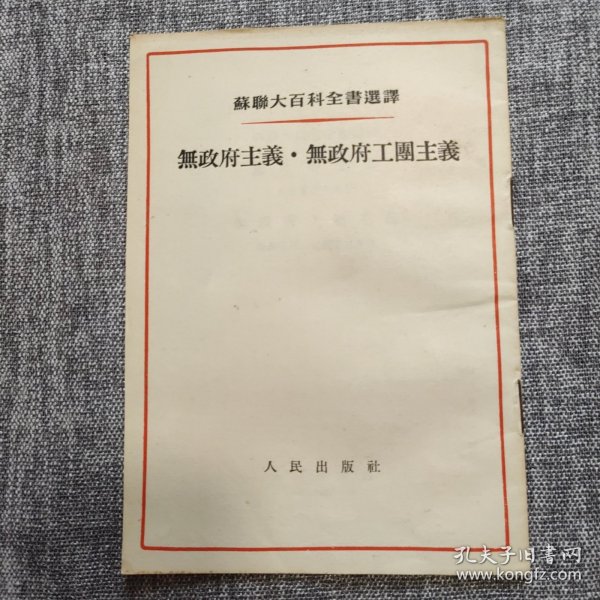 蘇聯大百科全書選譯
無政府主義·無政府工團主義
人民出版社
孔夫子旧书网
www.kongfz.com